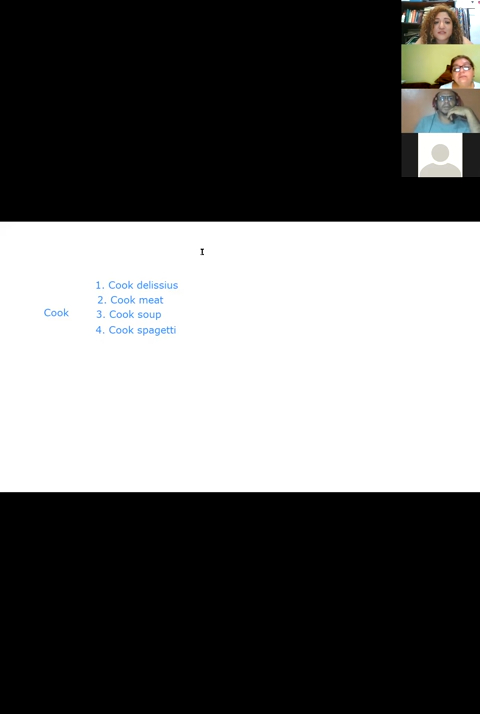 1. Cook delissius
2. Cook meat
Cook
3. Cook soup
4. Cook spagetti